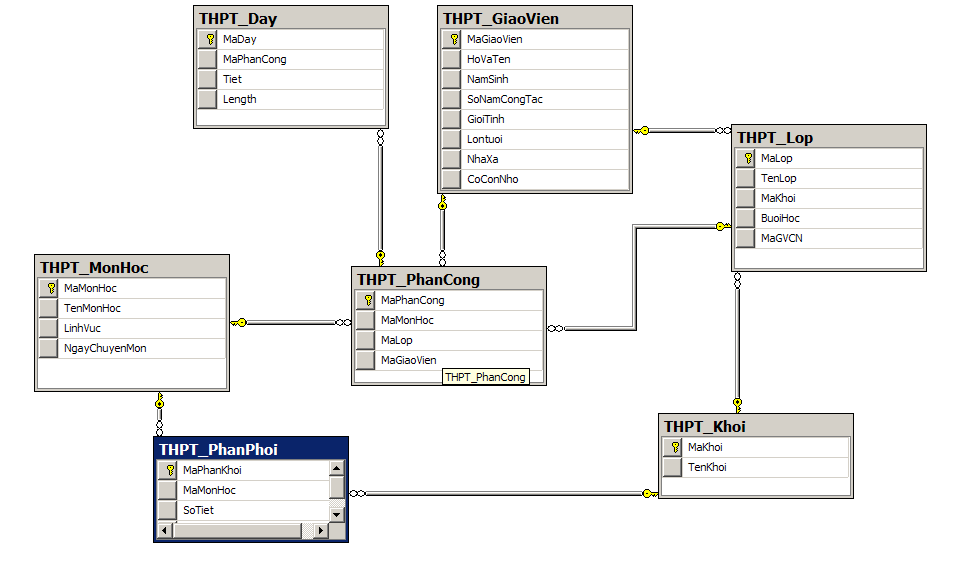 THPT_Day
MaDay
MaPhanCong
Tiet
Length
THPT_GiaoVien
MaGiaoVien
HoVaTen
NamSinh
SoNamCongTac
GioiTinh
Lontuoi
NhaXa
CoConNho
THPT_Lop
MaLop
TenLop
MaKhoi
BuoiHoc
MaGVCN
THPT_MonHoc
MaMonHoc
TenMonHoc
LinhVuc
NgayChuyenMon
THPT_PhanCong
MaPhanCong
MaMonHoc
MaLop
MaGiaoVien
THPT_PhanCong
THPT_PhanPhoi
MaPhanKhoi
MaMonHoc
SoTiet
THPT_Khoi
MaKhoi
TenKhoi